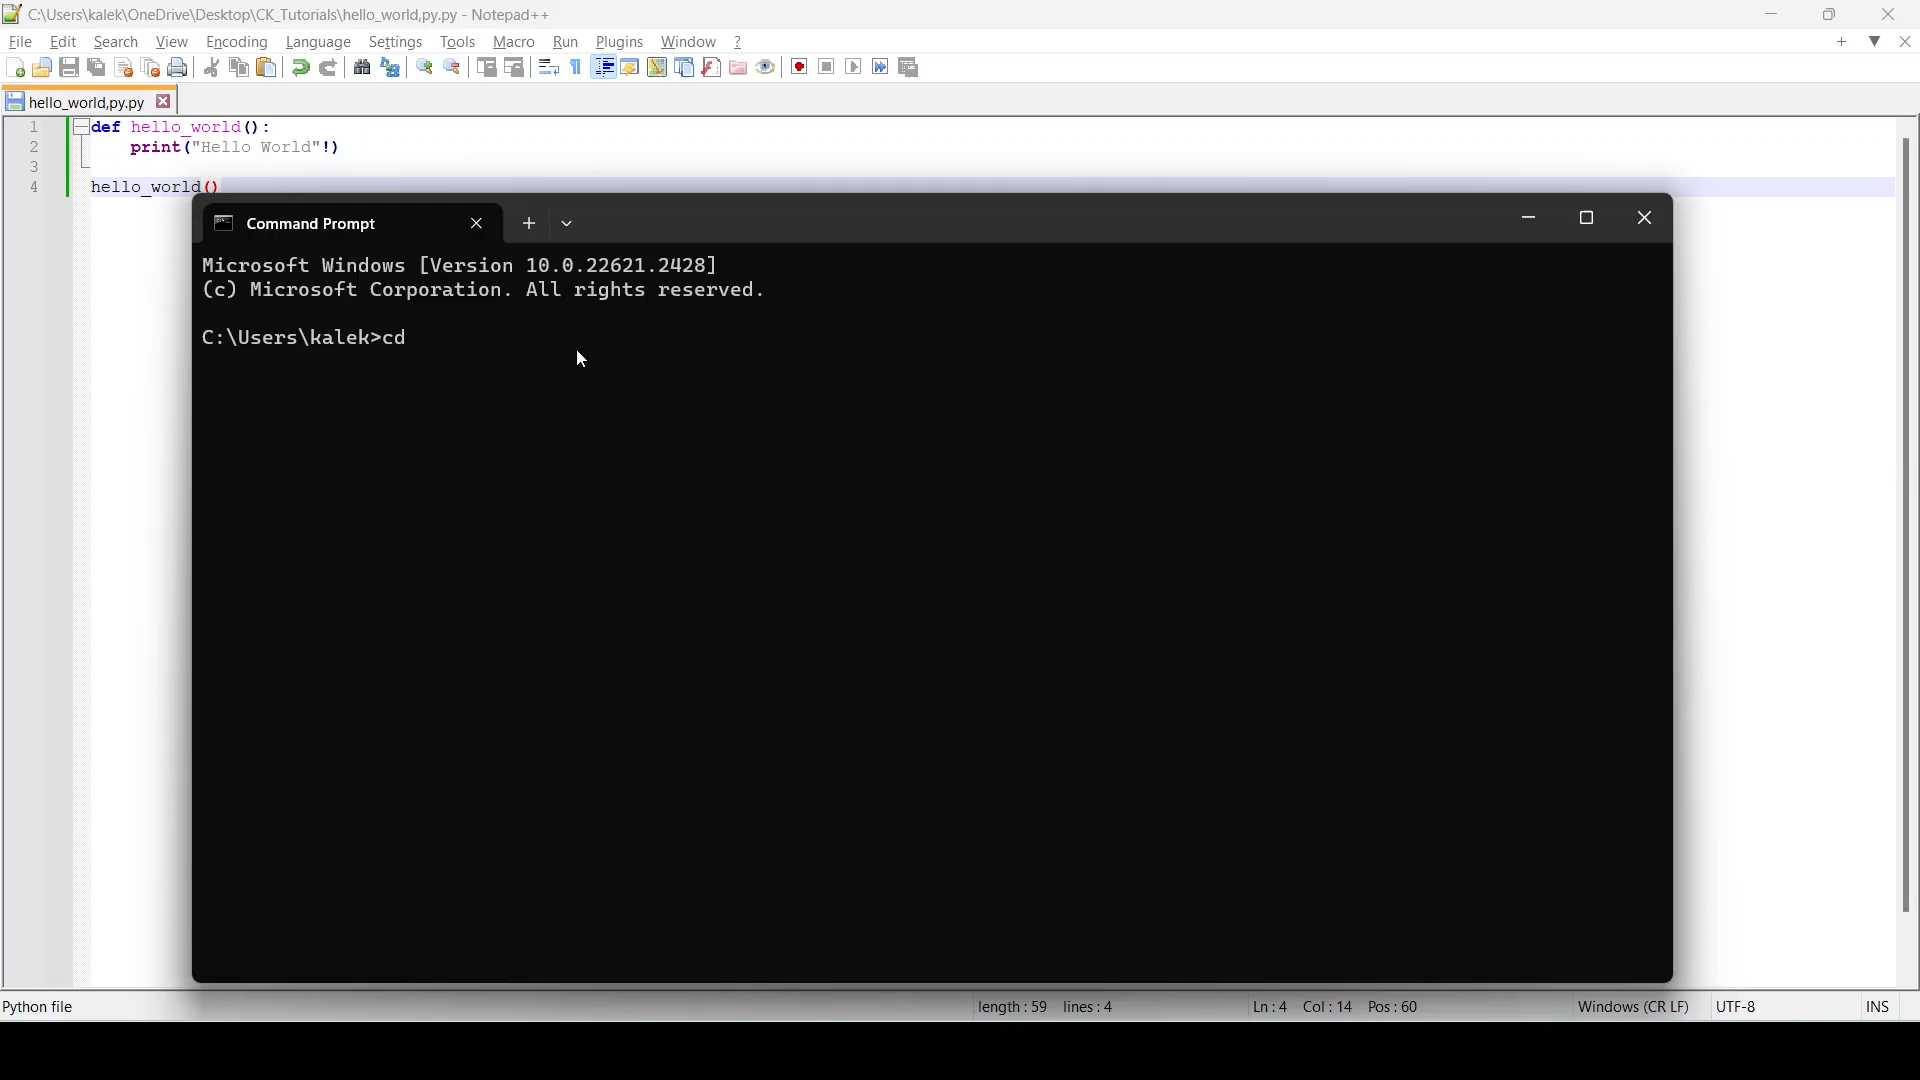 C:\Users\kalek\OneDrive\Desktop\CK_Tutorials\hello_world,py.py - Notepad++
File Edit Search View Encoding Language Settings Tools Macro Run Plugins Window ?
hello_world,py.py
1 def hello_world():
2 print("Hello World"!)
3
4 hello_world()
Command Prompt
Microsoft Windows [Version 10.0.22621.2428]
(c) Microsoft Corporation. All rights reserved.
C:\Users\kalek>cd
Python file length : 59 lines : 4 Ln : 4 Col : 14 Pos : 60 Windows (CR LF) UTF-8 INS